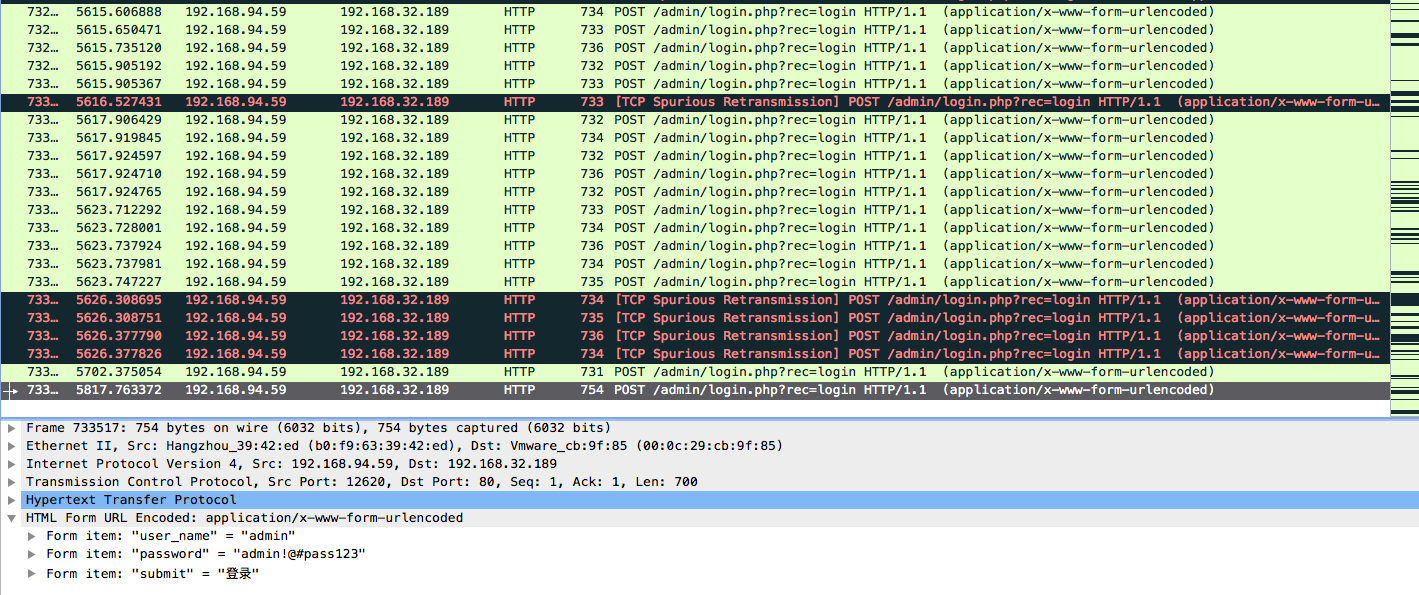 732… 5615.606888 192.168.94.59 192.168.32.189 HTTP 734 POST /admin/login.php?rec=login HTTP/1.1 (application/x-www-form-urlencoded)
732… 5615.650471 192.168.94.59 192.168.32.189 HTTP 733 POST /admin/login.php?rec=login HTTP/1.1 (application/x-www-form-urlencoded)
732… 5615.735120 192.168.94.59 192.168.32.189 HTTP 736 POST /admin/login.php?rec=login HTTP/1.1 (application/x-www-form-urlencoded)
732… 5615.905192 192.168.94.59 192.168.32.189 HTTP 732 POST /admin/login.php?rec=login HTTP/1.1 (application/x-www-form-urlencoded)
733… 5615.905367 192.168.94.59 192.168.32.189 HTTP 733 POST /admin/login.php?rec=login HTTP/1.1 (application/x-www-form-urlencoded)
733… 5616.527431 192.168.94.59 192.168.32.189 HTTP 733 [TCP Spurious Retransmission] POST /admin/login.php?rec=login HTTP/1.1 (application/x-www-form-u…
733… 5617.906429 192.168.94.59 192.168.32.189 HTTP 732 POST /admin/login.php?rec=login HTTP/1.1 (application/x-www-form-urlencoded)
733… 5617.919845 192.168.94.59 192.168.32.189 HTTP 734 POST /admin/login.php?rec=login HTTP/1.1 (application/x-www-form-urlencoded)
733… 5617.924597 192.168.94.59 192.168.32.189 HTTP 732 POST /admin/login.php?rec=login HTTP/1.1 (application/x-www-form-urlencoded)
733… 5617.924710 192.168.94.59 192.168.32.189 HTTP 736 POST /admin/login.php?rec=login HTTP/1.1 (application/x-www-form-urlencoded)
733… 5617.924765 192.168.94.59 192.168.32.189 HTTP 732 POST /admin/login.php?rec=login HTTP/1.1 (application/x-www-form-urlencoded)
733… 5623.712292 192.168.94.59 192.168.32.189 HTTP 733 POST /admin/login.php?rec=login HTTP/1.1 (application/x-www-form-urlencoded)
733… 5623.728001 192.168.94.59 192.168.32.189 HTTP 734 POST /admin/login.php?rec=login HTTP/1.1 (application/x-www-form-urlencoded)
733… 5623.737924 192.168.94.59 192.168.32.189 HTTP 736 POST /admin/login.php?rec=login HTTP/1.1 (application/x-www-form-urlencoded)
733… 5623.737981 192.168.94.59 192.168.32.189 HTTP 734 POST /admin/login.php?rec=login HTTP/1.1 (application/x-www-form-urlencoded)
733… 5623.747227 192.168.94.59 192.168.32.189 HTTP 735 POST /admin/login.php?rec=login HTTP/1.1 (application/x-www-form-urlencoded)
733… 5626.308695 192.168.94.59 192.168.32.189 HTTP 734 [TCP Spurious Retransmission] POST /admin/login.php?rec=login HTTP/1.1 (application/x-www-form-u…
733… 5626.308751 192.168.94.59 192.168.32.189 HTTP 735 [TCP Spurious Retransmission] POST /admin/login.php?rec=login HTTP/1.1 (application/x-www-form-u…
733… 5626.377790 192.168.94.59 192.168.32.189 HTTP 736 [TCP Spurious Retransmission] POST /admin/login.php?rec=login HTTP/1.1 (application/x-www-form-u…
733… 5626.377826 192.168.94.59 192.168.32.189 HTTP 734 [TCP Spurious Retransmission] POST /admin/login.php?rec=login HTTP/1.1 (application/x-www-form-u…
733… 5702.375054 192.168.94.59 192.168.32.189 HTTP 731 POST /admin/login.php?rec=login HTTP/1.1 (application/x-www-form-urlencoded)
733… 5817.763372 192.168.94.59 192.168.32.189 HTTP 754 POST /admin/login.php?rec=login HTTP/1.1 (application/x-www-form-urlencoded)
Frame 733517: 754 bytes on wire (6032 bits), 754 bytes captured (6032 bits)
Ethernet II, Src: Hangzhou_39:42:ed (b0:f9:63:39:42:ed), Dst: Vmware_cb:9f:85 (00:0c:29:cb:9f:85)
Internet Protocol Version 4, Src: 192.168.94.59, Dst: 192.168.32.189
Transmission Control Protocol, Src Port: 12620, Dst Port: 80, Seq: 1, Ack: 1, Len: 700
Hypertext Transfer Protocol
HTML Form URL Encoded: application/x-www-form-urlencoded
Form item: "user_name" = "admin"
Form item: "password" = "admin!@#pass123"
Form item: "submit" = "登录"